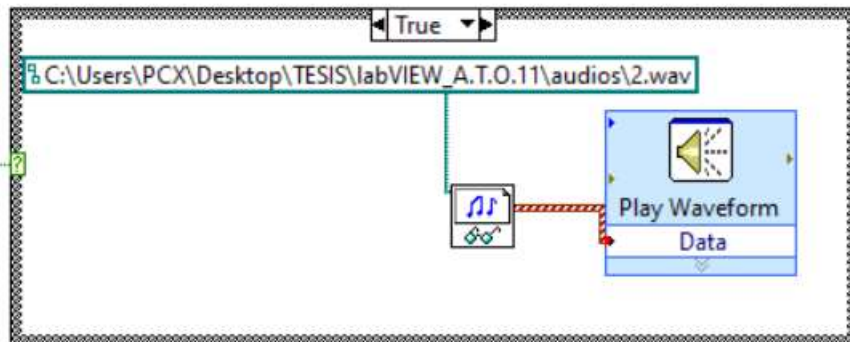 True
C:\Users\PCX\Desktop\TESIS\labVIEW_A.T.O.11\audios\2.wav
?
Play Waveform
Data